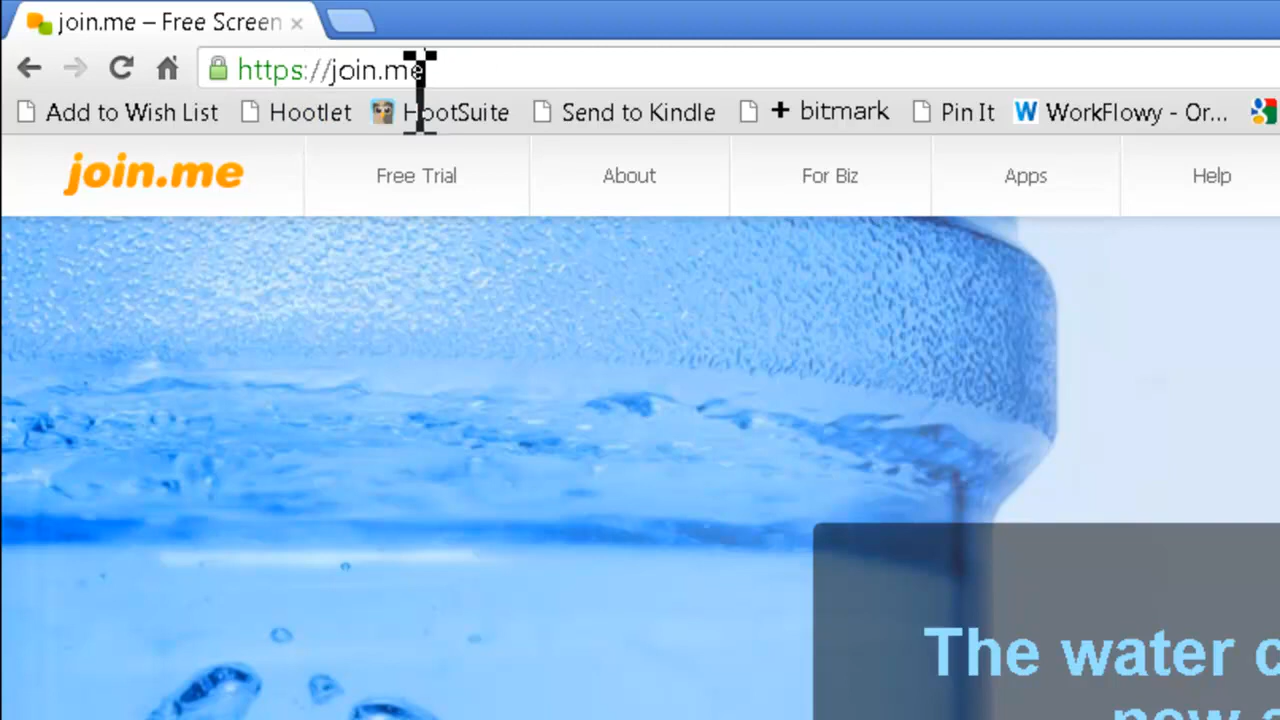 join.me – Free Screen
https://join.me
Add to Wish List Hootlet HootSuite Send to Kindle + bitmark Pin It W WorkFlowy - Or...
join.me Free Trial About For Biz Apps Help
The water